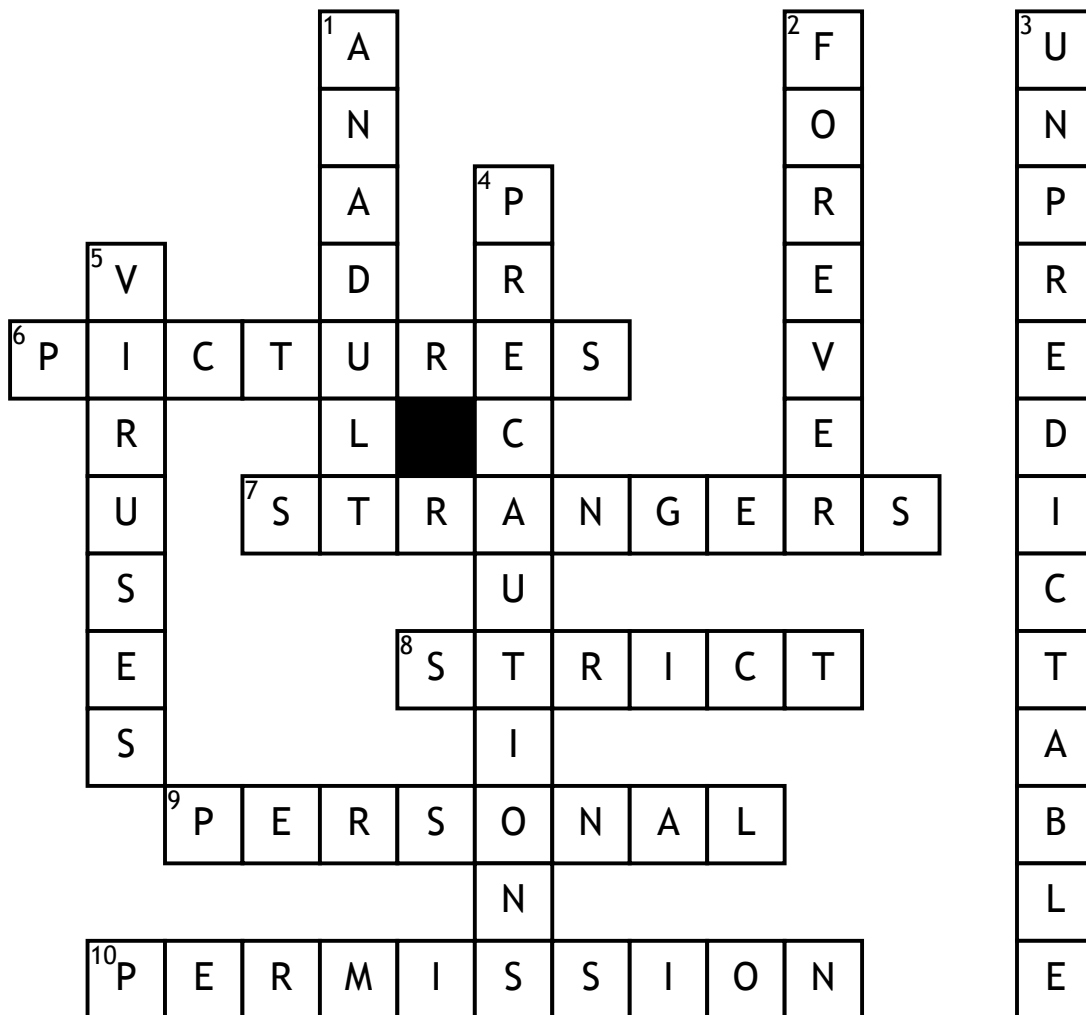 1 A 2 F 3 U
N O N
A 4 P R P
5 V D R E R
6 P I C T U R E S V E
R L C E D
U 7 S T R A N G E R S I
S U C
E 8 S T R I C T T
S I A
9 P E R S O N A L B
N L
10 P E R M I S S I O N E